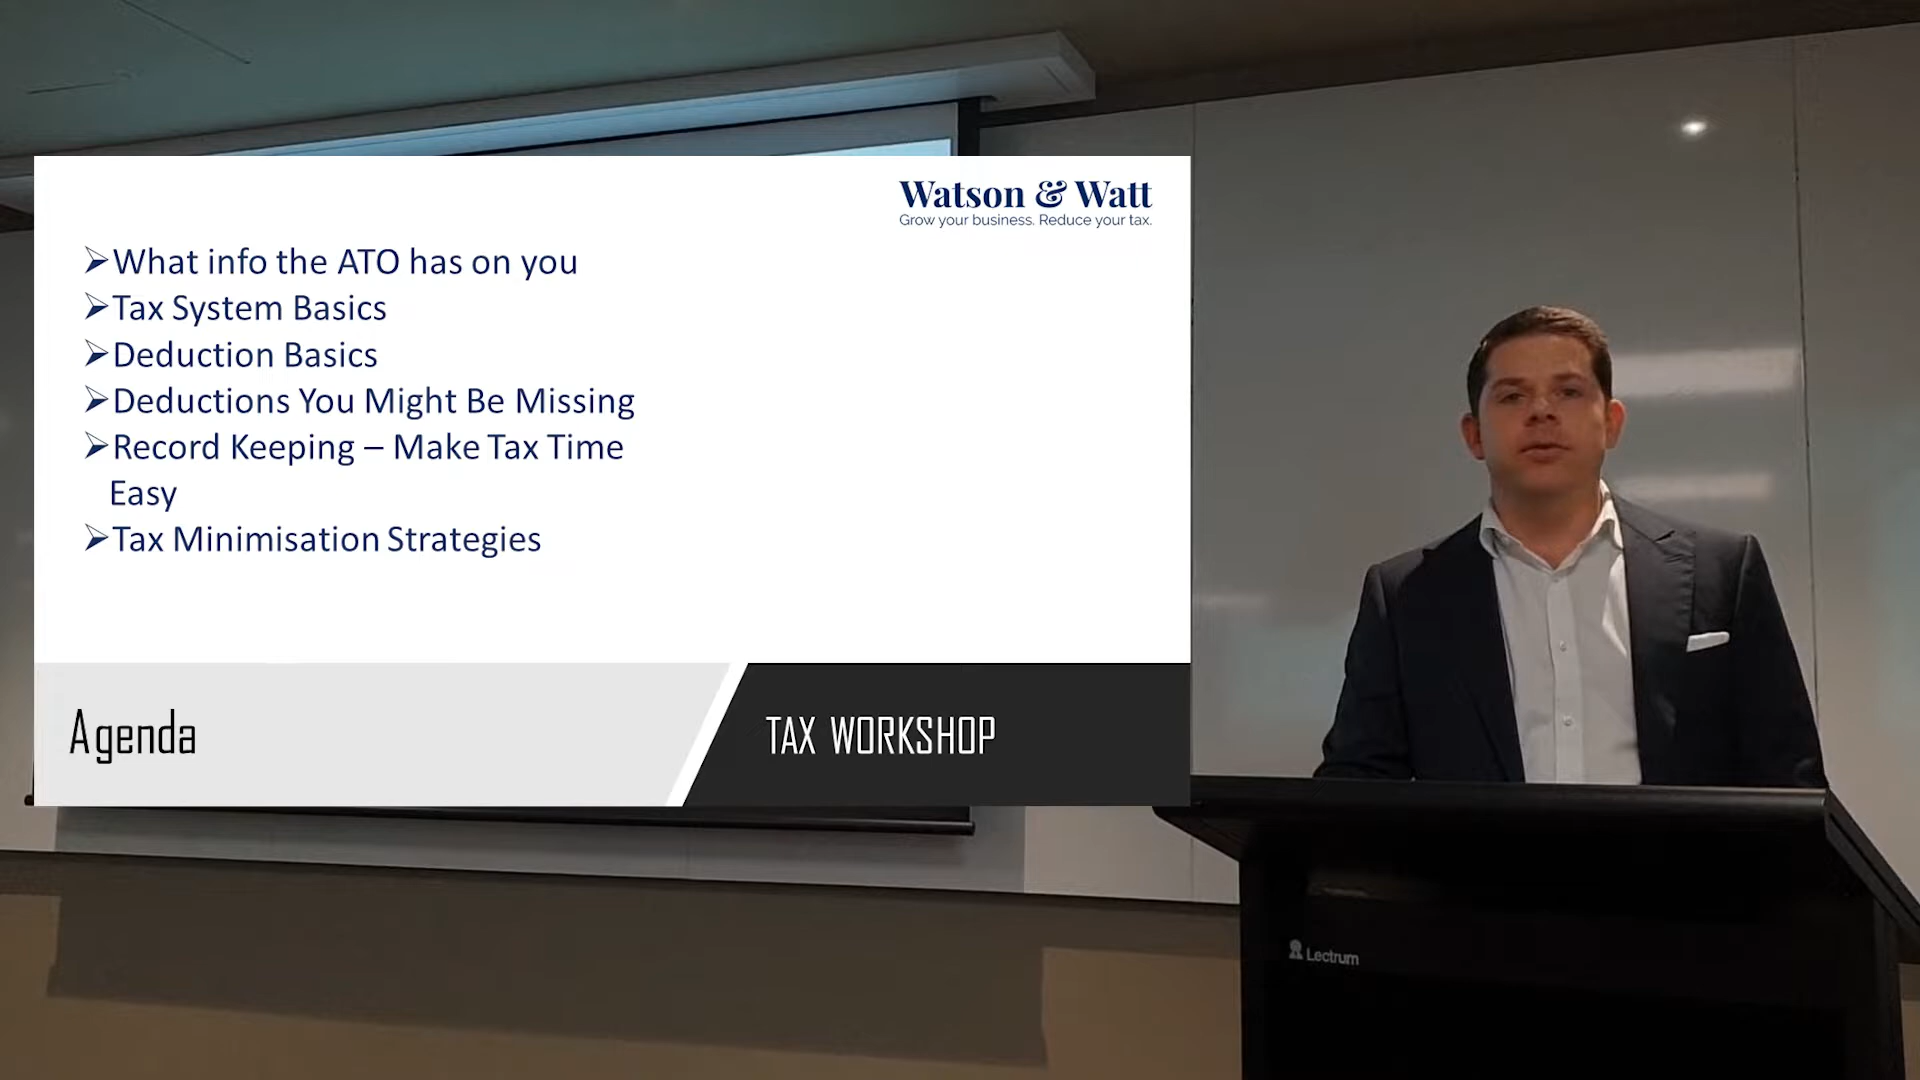 Watson & Watt
Grow your business. Reduce your tax.
➢What info the ATO has on you
➢Tax System Basics
➢Deduction Basics
➢Deductions You Might Be Missing
➢Record Keeping – Make Tax Time
Easy
➢Tax Minimisation Strategies
Agenda
TAX WORKSHOP
Lectrum